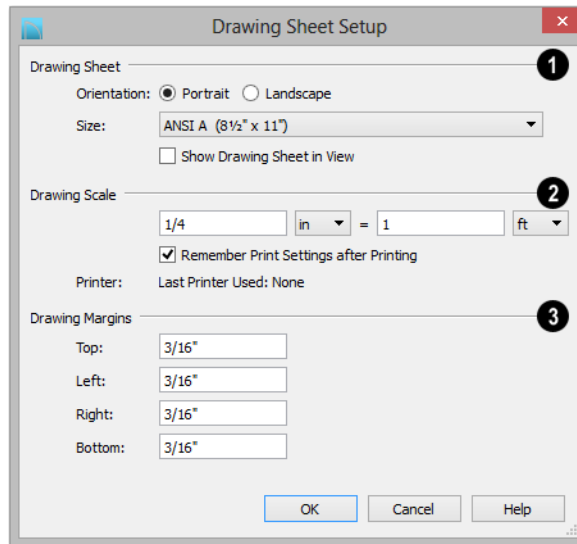 Drawing Sheet Setup
Drawing Sheet 1
Orientation: Portrait Landscape
Size: ANSI A (8½" x 11")
Show Drawing Sheet in View
Drawing Scale 2
1/4 in = 1 ft
Remember Print Settings after Printing
Printer: Last Printer Used: None
Drawing Margins 3
Top: 3/16"
Left: 3/16"
Right: 3/16"
Bottom: 3/16"
OK Cancel Help